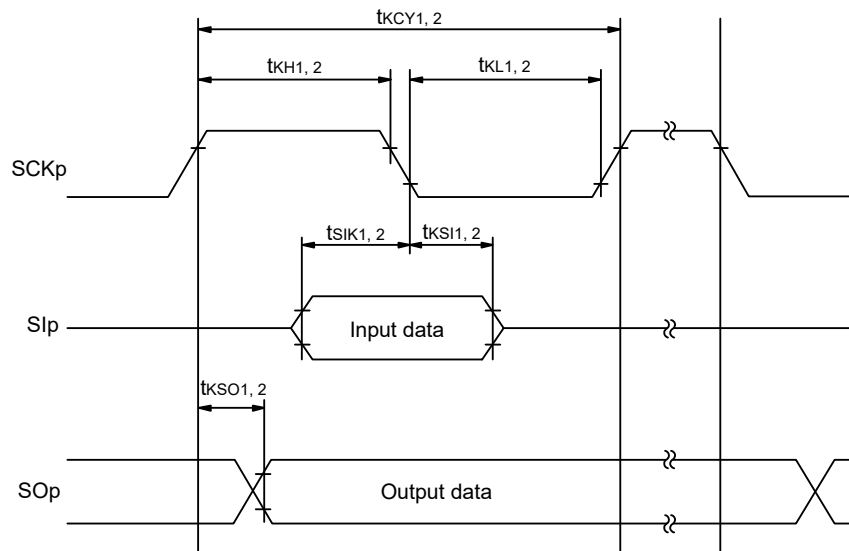 tKCY1, 2
tKH1, 2
tKL1, 2
SCKp
tSIK1, 2
tKSI1, 2
SIp
Input data
tKSO1, 2
SOp
Output data